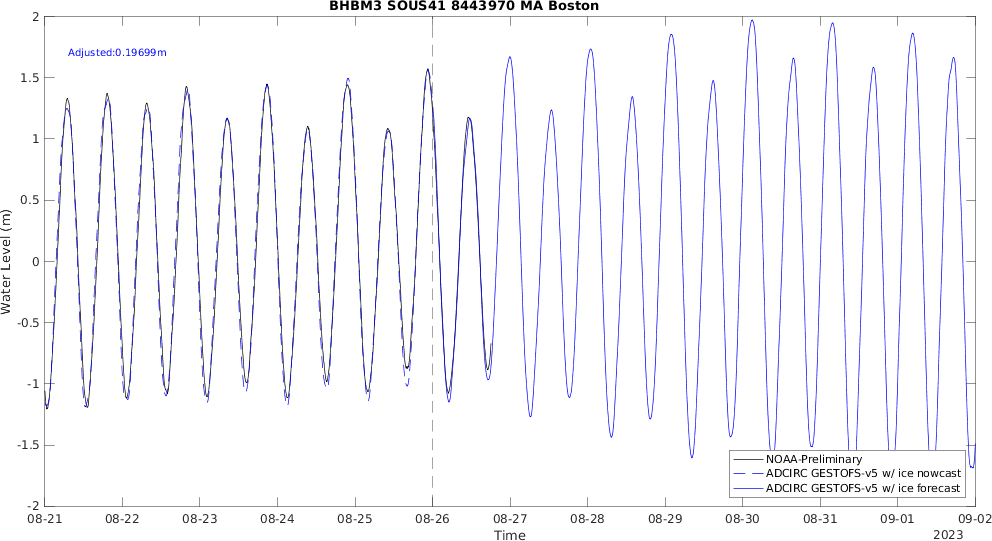 BHBM3 SOUS41 8443970 MA Boston
Adjusted:0.19699m
Water Level (m)
2
1.5
1
0.5
0
-0.5
-1
-1.5
-2
08-21 08-22 08-23 08-24 08-25 08-26 08-27 08-28 08-29 08-30 08-31 09-01 09-02
Time
2023
NOAA-Preliminary
ADCIRC GESTOFS-v5 w/ ice nowcast
ADCIRC GESTOFS-v5 w/ ice forecast